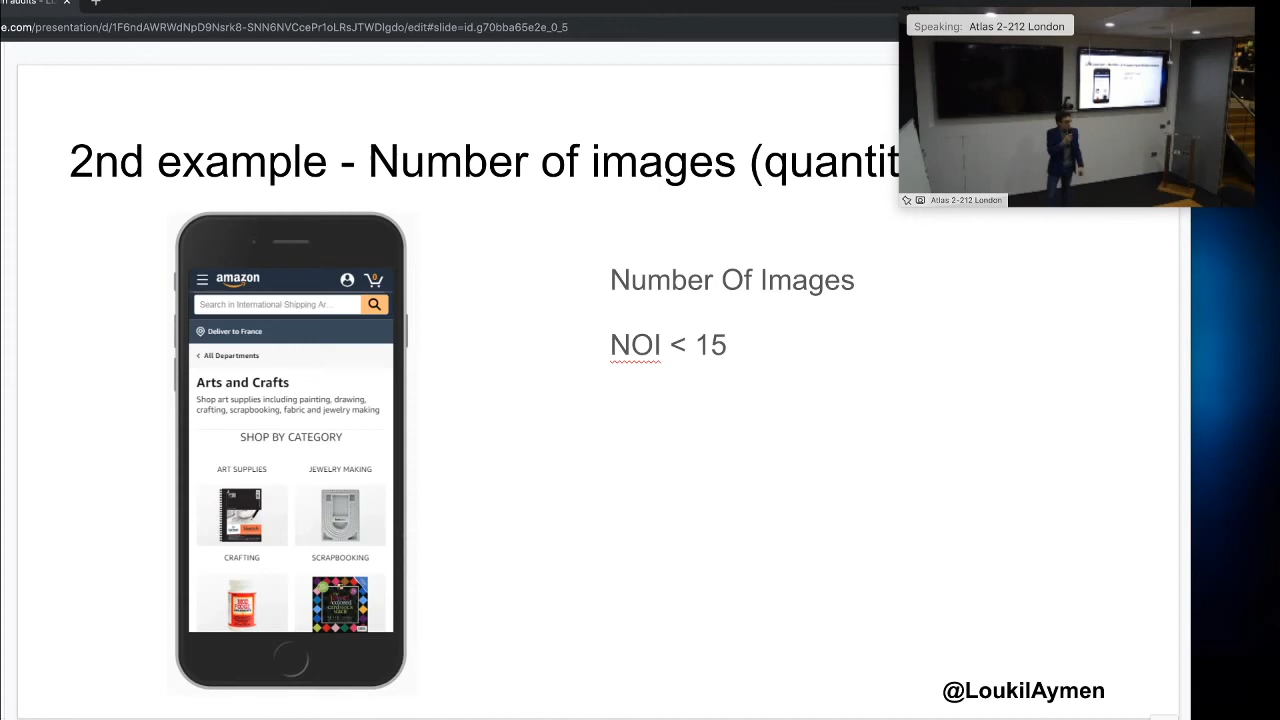 n audits - Li
e.com/presentation/d/1F6ndAWRWdNpD9Nsrk8-SNN6NVCcePr1oLRsJTWDlgdo/edit#slide=id.g70bba65e2e_0_5
Speaking: Atlas 2-212 London
Atlas 2-212 London
2nd example - Number of images (quantit
amazon
0
Search in International Shipping Ar...
Deliver to France
All Departments
Arts and Crafts
Shop art supplies including painting, drawing,
crafting, scrapbooking, fabric and jewelry making
SHOP BY CATEGORY
ART SUPPLIES
JEWELRY MAKING
CRAFTING
SCRAPBOOKING
Number Of Images
NOI < 15
@LoukilAymen